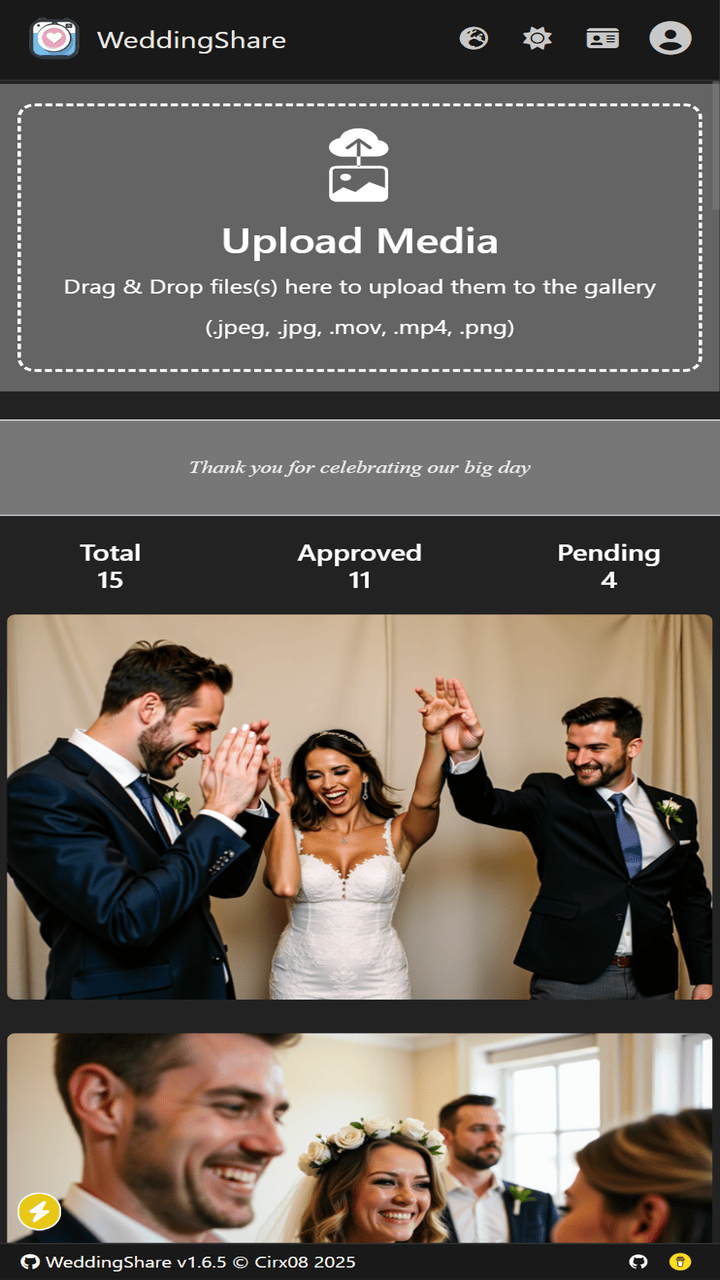 WeddingShare
Upload Media
Drag & Drop files(s) here to upload them to the gallery
(.jpeg, .jpg, .mov, .mp4, .png)
Thank you for celebrating our big day
Total
15
Approved
11
Pending
4
WeddingShare v1.6.5 © Cirx08 2025